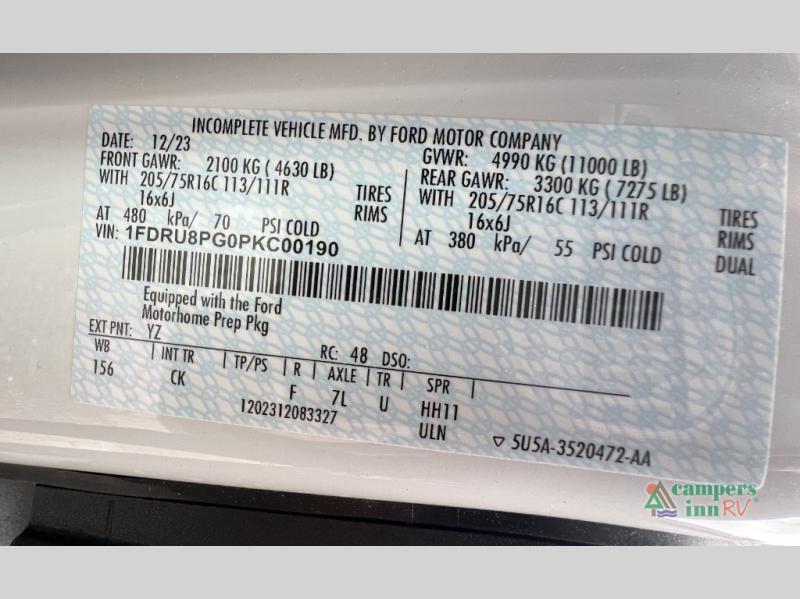 INCOMPLETE VEHICLE MFD. BY FORD MOTOR COMPANY
DATE: 12/23 GVWR: 4990 KG (11000 LB)
FRONT GAWR: 2100 KG ( 4630 LB) REAR GAWR: 3300 KG ( 7275 LB)
WITH 205/75R16C 113/111R TIRES WITH 205/75R16C 113/111R TIRES
16x6J RIMS 16x6J RIMS
AT 480 kPa/ 70 PSI COLD AT 380 kPa/ 55 PSI COLD DUAL
VIN: 1FDRU8PG0PKC00190
Equipped with the Ford
Motorhome Prep Pkg
EXT PNT: YZ RC: 48 DSO:
WB INT TR TP/PS R AXLE TR SPR
156 CK F 7L U HH11
1202312083327 ULN
5U5A-3520472-AA
campers
inn RV